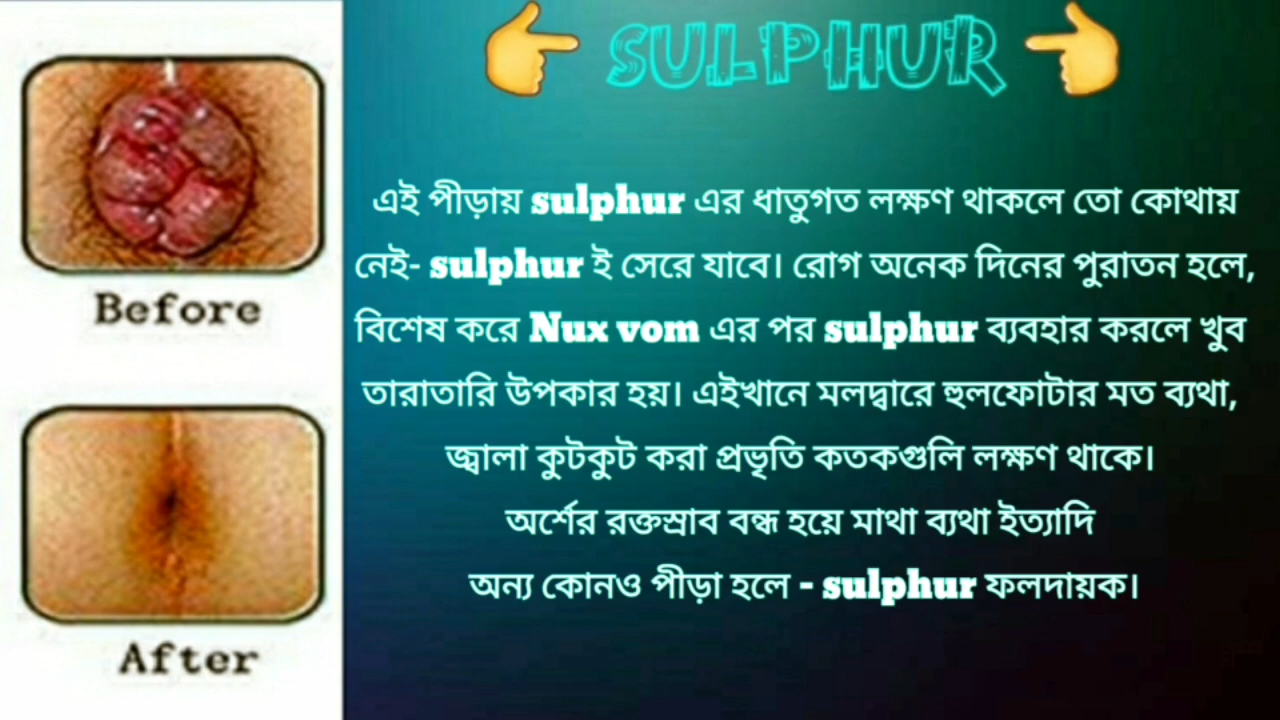 SULPHUR
এই পীড়ায় sulphur এর ধাতুগত লক্ষণ থাকলে তো কোথায়
নেই- sulphur ই সেরে যাবে। রোগ অনেক দিনের পুরাতন হলে,
বিশেষ করে Nux vom এর পর sulphur ব্যবহার করলে খুব
তারাতারি উপকার হয়। এইখানে মলদ্বারে হুলফোটার মত ব্যথা,
জ্বালা কুটকুট করা প্রভৃতি কতকগুলি লক্ষণ থাকে।
অর্শের রক্তস্রাব বন্ধ হয়ে মাথা ব্যথা ইত্যাদি
অন্য কোনও পীড়া হলে - sulphur ফলদায়ক।
Before
After